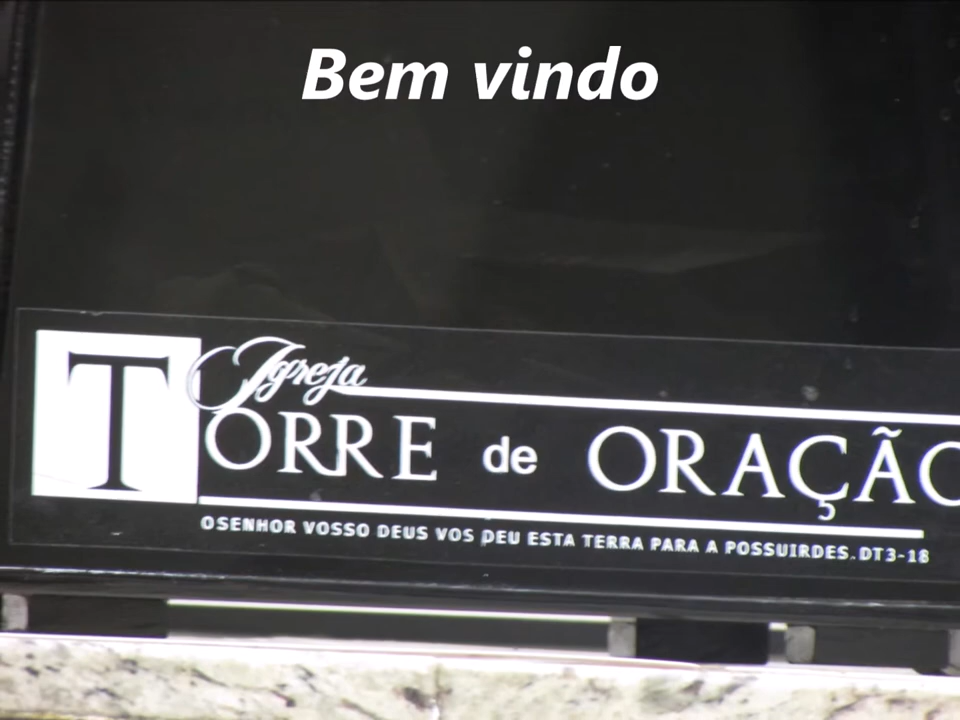 Bem vindo
Igreja
TORRE de ORAÇÃO
OSENHOR VOSSO DEUS VOS DEU ESTA TERRA PARA A POSSUIRDES.DT3-18